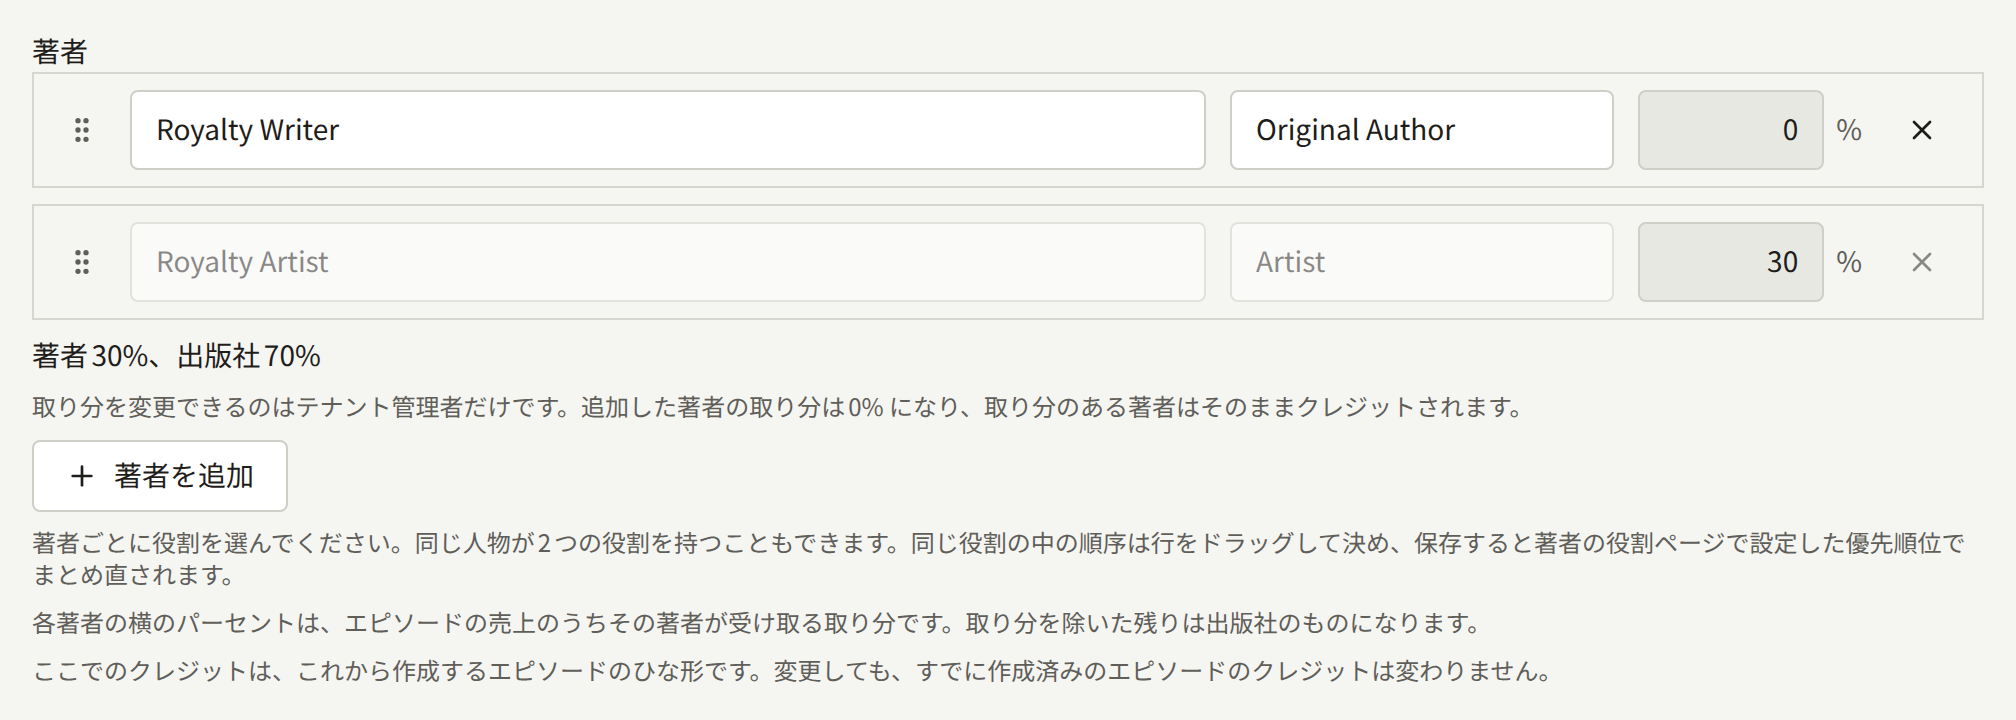 著者
Royalty Writer Original Author 0 %
Royalty Artist Artist 30 %
著者30%、出版社70%
取り分を変更できるのはテナント管理者だけです。追加した著者の取り分は0% になり、取り分のある著者はそのままクレジットされます。
著者を追加
著者ごとに役割を選んでください。同じ人物が2つの役割を持つこともできます。同じ役割の中の順序は行をドラッグして決め、保存すると著者の役割ページで設定した優先順位で
まとめ直されます。
各著者の横のパーセントは、エピソードの売上のうちその著者が受け取る取り分です。取り分を除いた残りは出版社のものになります。
ここでのクレジットは、これから作成するエピソードのひな形です。変更しても、すでに作成済みのエピソードのクレジットは変わりません。